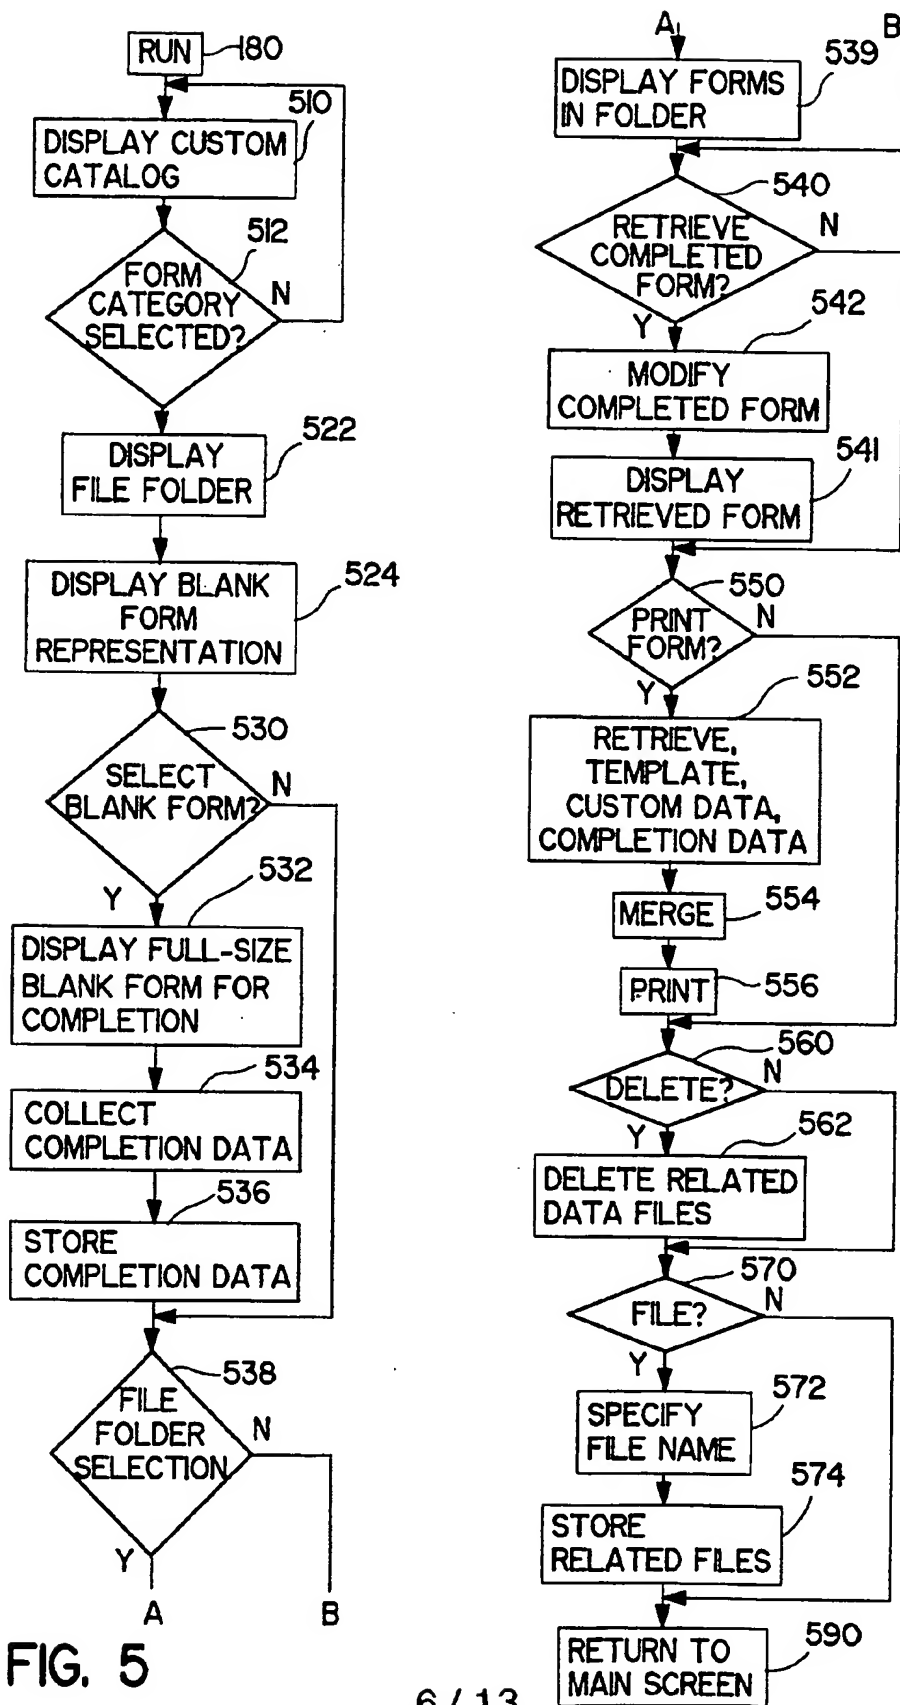 RUN
180
510
DISPLAY CUSTOM
CATALOG
512
FORM
CATEGORY
SELECTED?
N
522
DISPLAY
FILE FOLDER
524
DISPLAY BLANK
FORM
REPRESENTATION
530
SELECT
BLANK FORM?
N
Y
532
DISPLAY FULL-SIZE
BLANK FORM FOR
COMPLETION
534
COLLECT
COMPLETION DATA
536
STORE
COMPLETION DATA
538
FILE
FOLDER
SELECTION
N
Y
A
B
FIG. 5
A
B
539
DISPLAY FORMS
IN FOLDER
540
RETRIEVE
COMPLETED
FORM?
N
Y
542
MODIFY
COMPLETED FORM
541
DISPLAY
RETRIEVED FORM
550
PRINT
FORM?
N
Y
552
RETRIEVE,
TEMPLATE,
CUSTOM DATA,
COMPLETION DATA
MERGE
554
PRINT
556
560
DELETE?
N
Y
562
DELETE RELATED
DATA FILES
570
FILE?
N
Y
572
SPECIFY
FILE NAME
574
STORE
RELATED FILES
590
RETURN TO
MAIN SCREEN
6 / 13